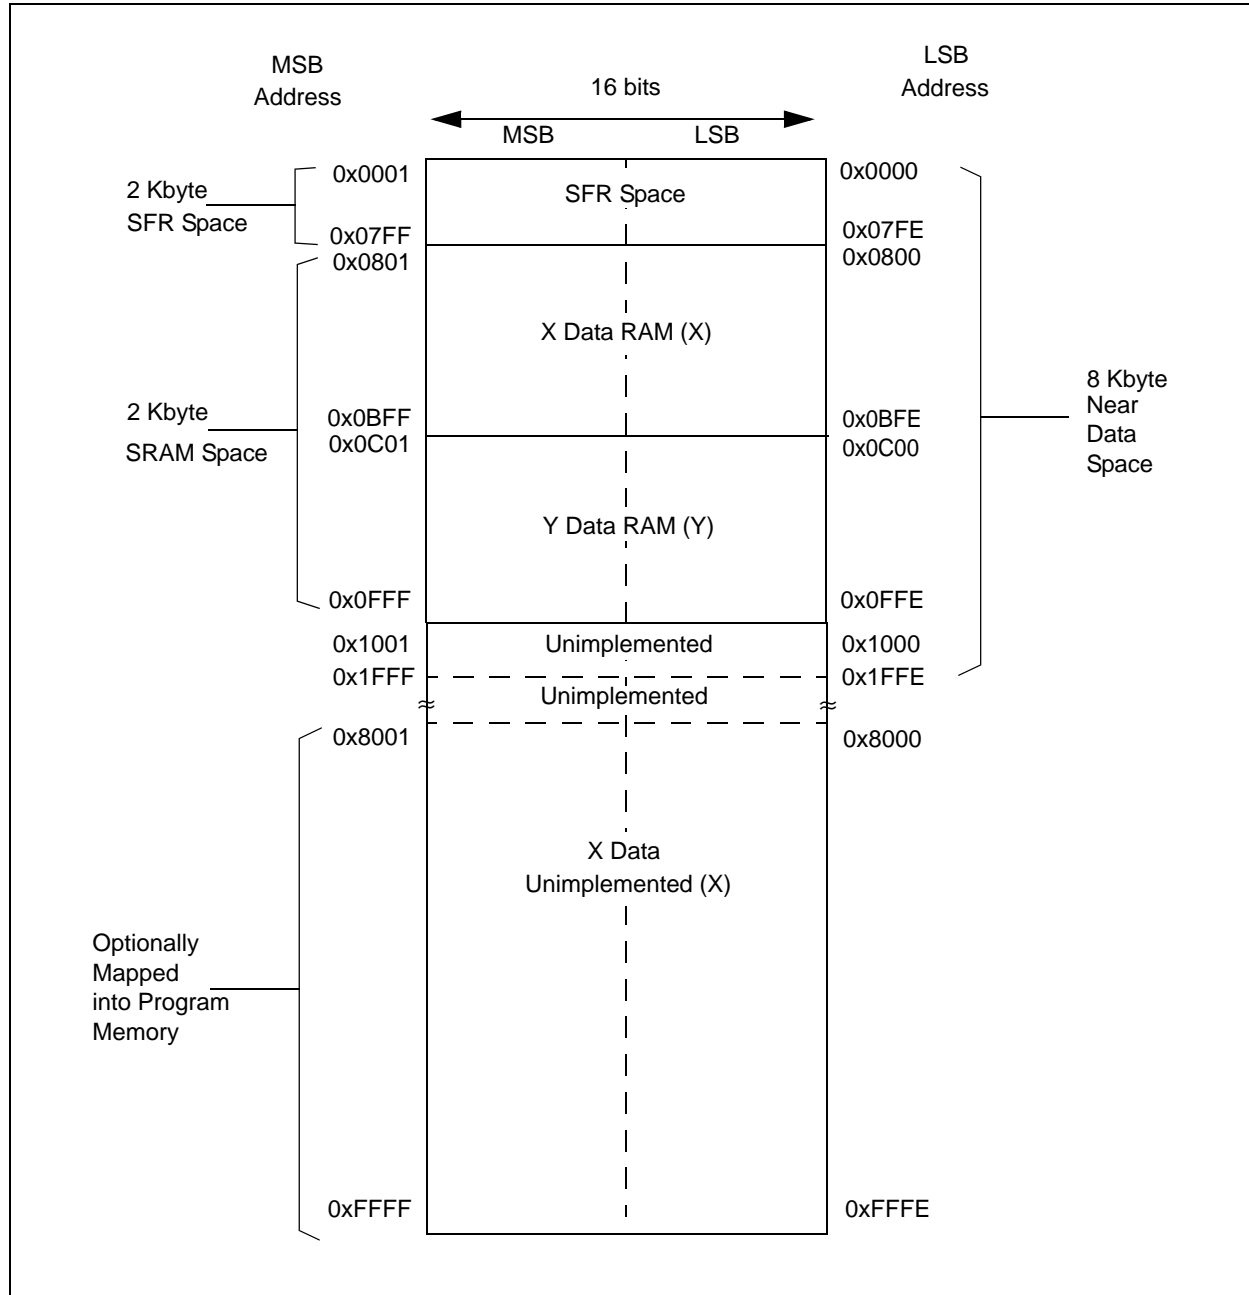 MSB
Address
16 bits
LSB
Address
MSB
LSB
2 Kbyte
SFR Space
0x0001
SFR Space
0x0000
0x07FF
0x07FE
0x0801
0x0800
X Data RAM (X)
2 Kbyte
SRAM Space
0x0BFF
0x0BFE
0x0C01
0x0C00
8 Kbyte
Near
Data
Space
Y Data RAM (Y)
0x0FFF
0x0FFE
0x1001
Unimplemented
0x1000
0x1FFF
0x1FFE
Unimplemented
≈
≈
0x8001
0x8000
X Data
Unimplemented (X)
Optionally
Mapped
into Program
Memory
0xFFFF
0xFFFE